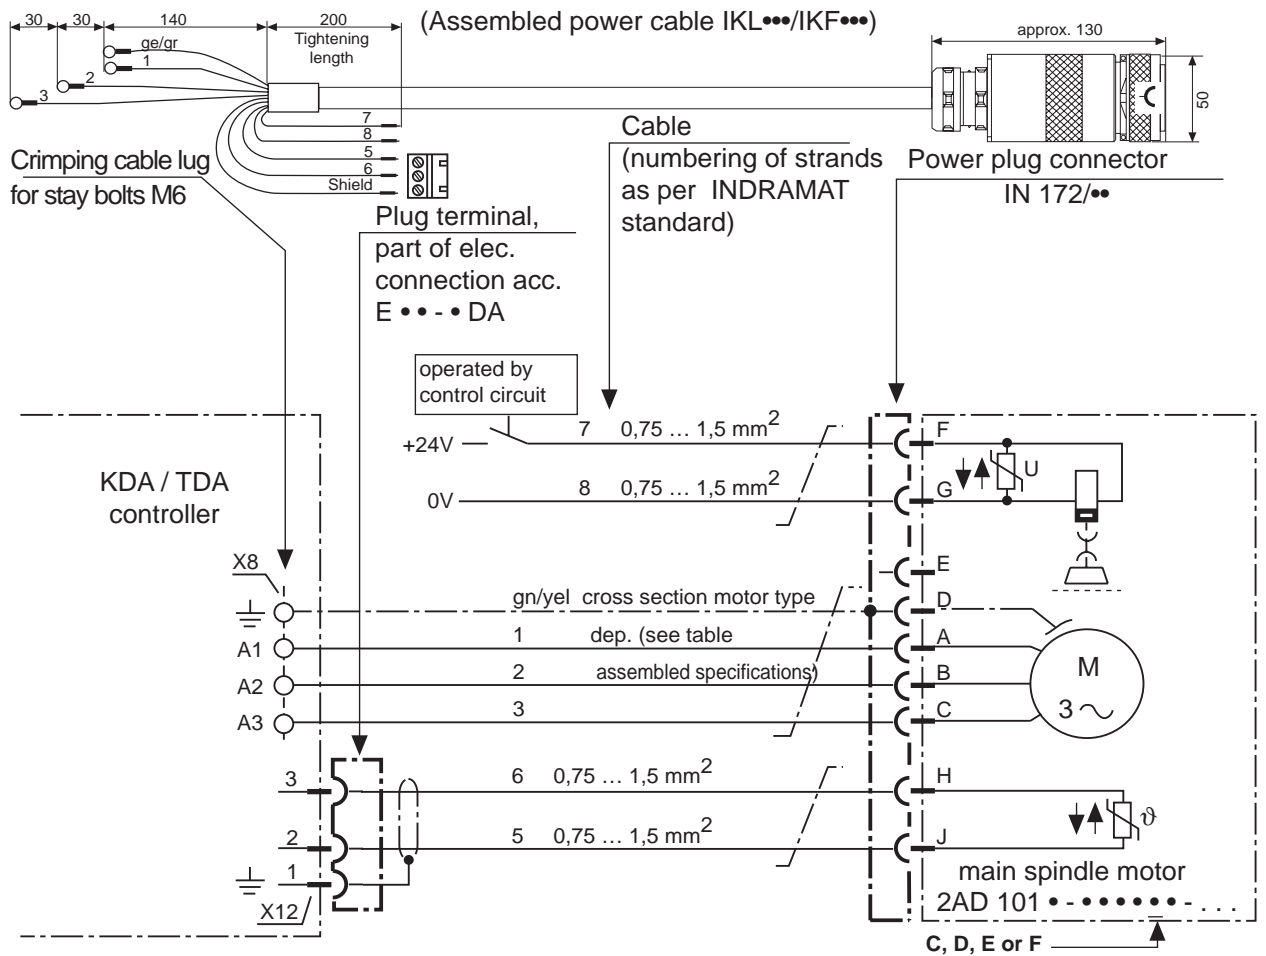 (Assembled power cable IKL•••/IKF•••)
30
30
140
200
Tightening
length
approx. 130
50
ge/gr
1
2
3
7
8
5
6
Shield
Crimping cable lug
for stay bolts M6
Plug terminal,
part of elec.
connection acc.
E • • - • DA
Cable
(numbering of strands
as per INDRAMAT
standard)
Power plug connector
IN 172/••
operated by
control circuit
+24V
7 0,75 ... 1,5 mm²
F
U
0V
8 0,75 ... 1,5 mm²
G
KDA / TDA
controller
X8
E
gn/yel cross section motor type
D
A1
1 dep. (see table
A
A2
2 assembled specifications)
B
M
3
A3
3
C
3
6 0,75 ... 1,5 mm²
H
ϑ
2
5 0,75 ... 1,5 mm²
J
1
X12
main spindle motor
2AD 101 • - • • • • • • - . . .
C, D, E or F